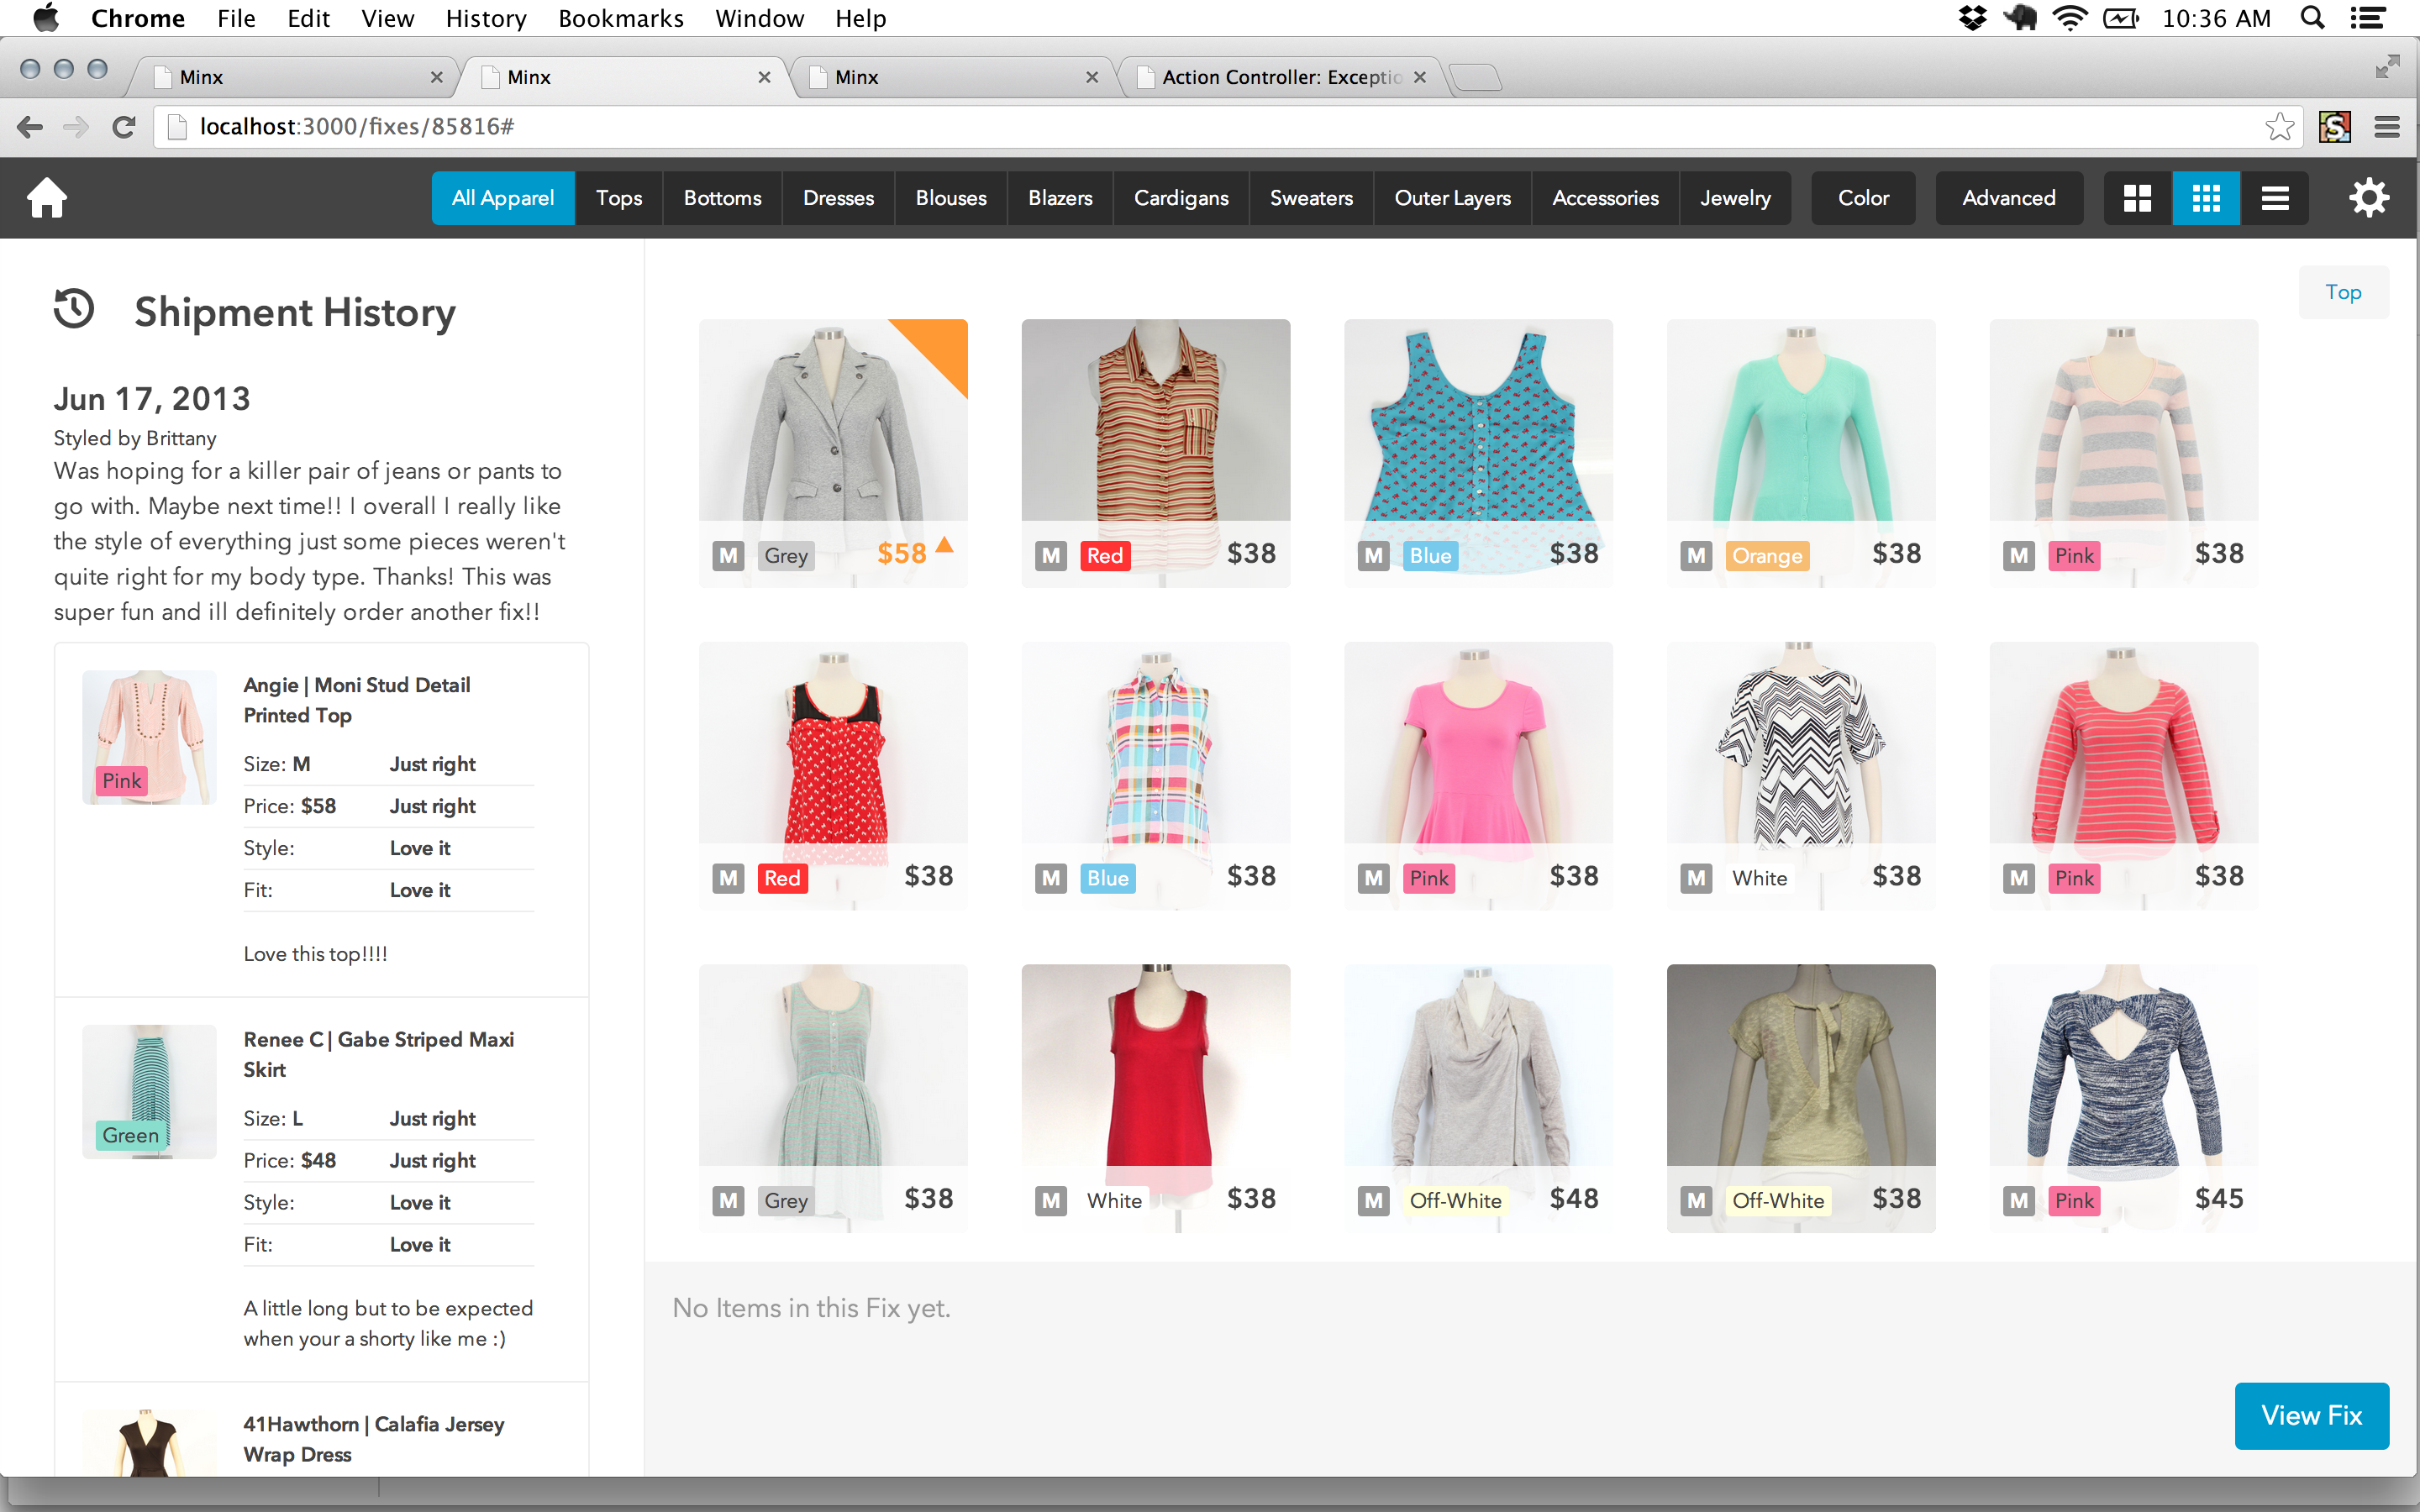 Chrome File Edit View History Bookmarks Window Help 10:36 AM
Minx Minx Minx Action Controller: Exceptio
localhost:3000/fixes/85816#
All Apparel Tops Bottoms Dresses Blouses Blazers Cardigans Sweaters Outer Layers Accessories Jewelry Color Advanced
Shipment History
Jun 17, 2013
Styled by Brittany
Was hoping for a killer pair of jeans or pants to
go with. Maybe next time!! I overall I really like
the style of everything just some pieces weren't
quite right for my body type. Thanks! This was
super fun and ill definitely order another fix!!
Angie | Moni Stud Detail
Printed Top
Pink
Size: M Just right
Price: $58 Just right
Style: Love it
Fit: Love it
Love this top!!!!
Renee C | Gabe Striped Maxi
Skirt
Green
Size: L Just right
Price: $48 Just right
Style: Love it
Fit: Love it
A little long but to be expected
when your a shorty like me :)
41Hawthorn | Calafia Jersey
Wrap Dress
Top
M Grey $58
M Red $38
M Blue $38
M Orange $38
M Pink $38
M Red $38
M Blue $38
M Pink $38
M White $38
M Pink $38
M Grey $38
M White $38
M Off-White $48
M Off-White $38
M Pink $45
No Items in this Fix yet.
View Fix